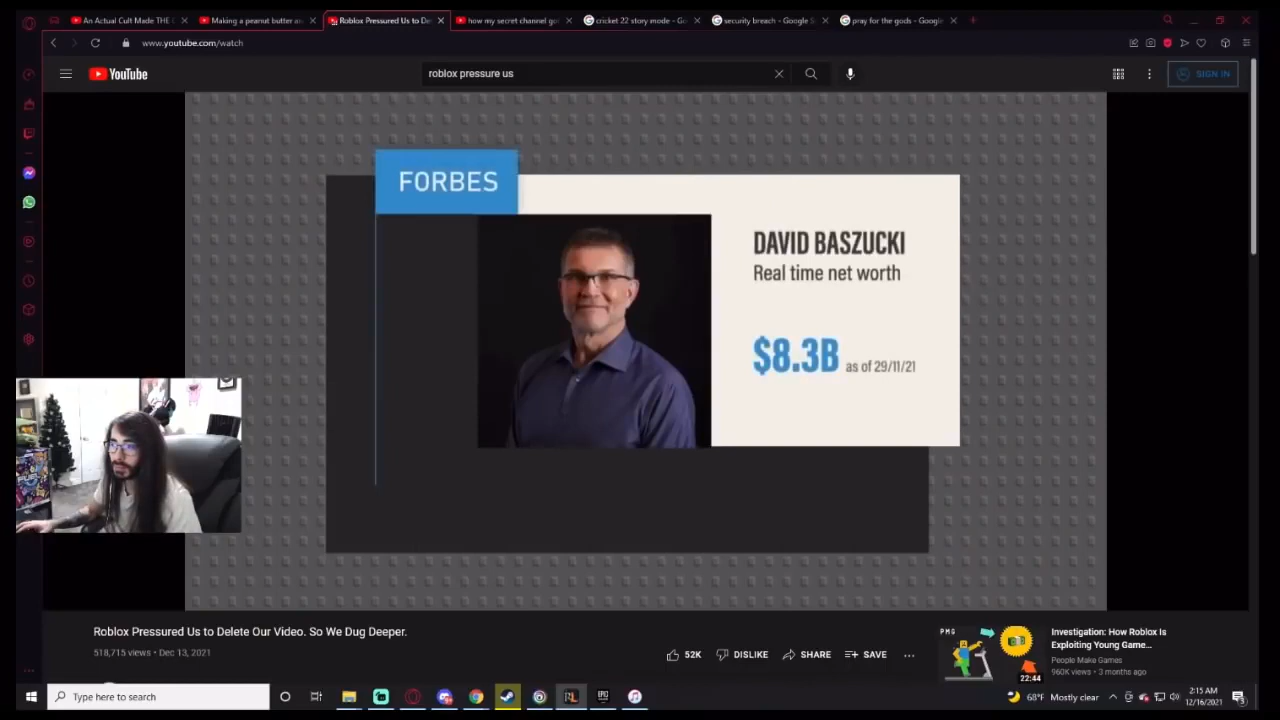 An Actual Cult Made THE
Making a peanut butter an
Roblox Pressured Us to De
how my secret channel go
cricket 22 story mode - Go
security breach - Google S
pray for the gods - Google
www.youtube.com/watch
YouTube
roblox pressure us
SIGN IN
FORBES
DAVID BASZUCKI
Real time net worth
$8.3B as of 29/11/21
Roblox Pressured Us to Delete Our Video. So We Dug Deeper.
518,715 views • Dec 13, 2021
52K
DISLIKE
SHARE
SAVE
PMG
22:44
Investigation: How Roblox Is
Exploiting Young Game...
People Make Games
960K views • 3 months ago
Type here to search
68°F Mostly clear
2:15 AM
12/16/2021